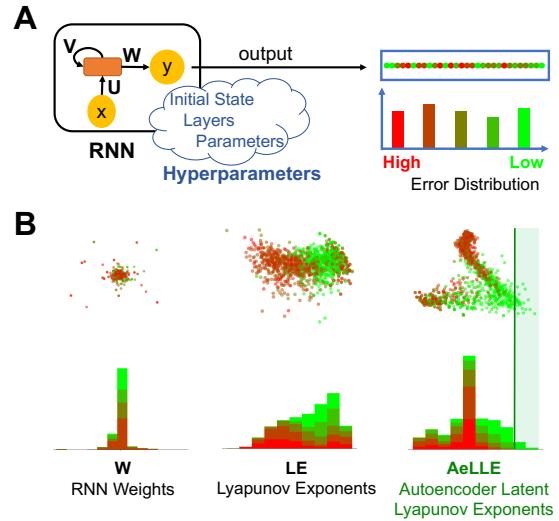 A
V
W
U
y
x
RNN
output
Initial State
Layers
Parameters
Hyperparameters
High
Low
Error Distribution
B
W
RNN Weights
LE
Lyapunov Exponents
AeLLE
Autoencoder Latent
Lyapunov Exponents